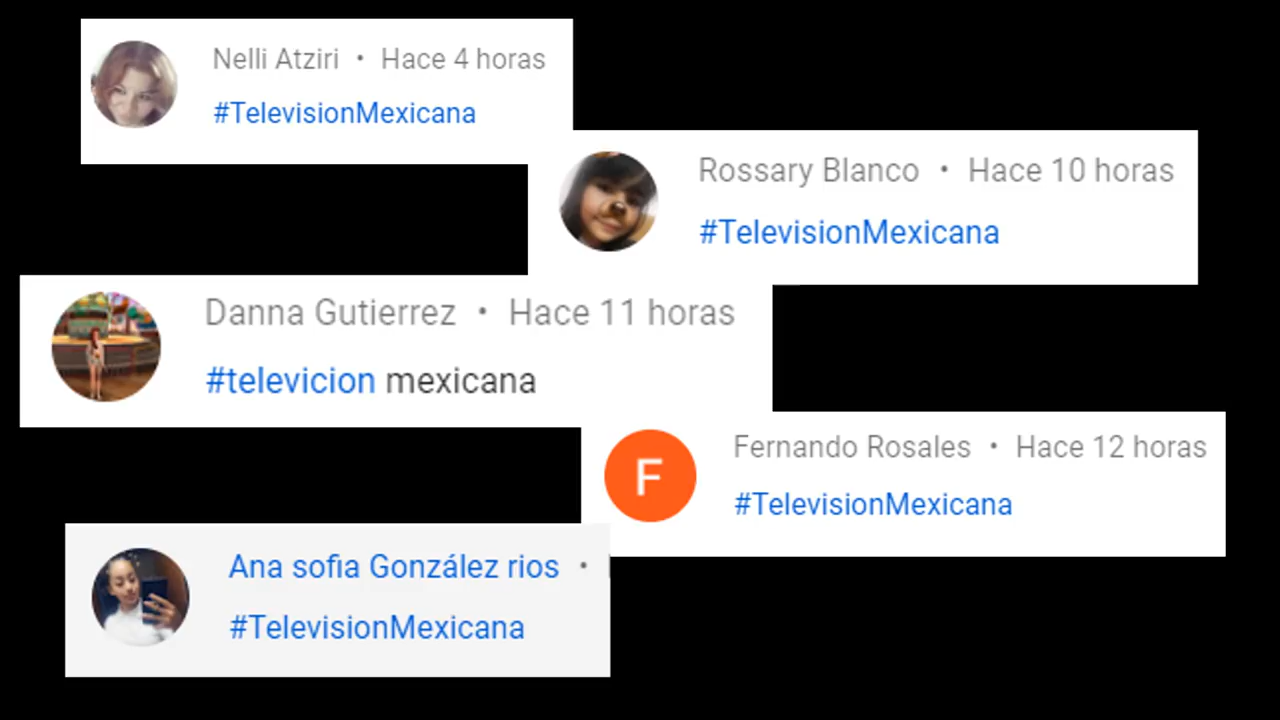 Nelli Atziri • Hace 4 horas
#TelevisionMexicana
Rossary Blanco • Hace 10 horas
#TelevisionMexicana
Danna Gutierrez • Hace 11 horas
#televicion mexicana
Fernando Rosales • Hace 12 horas
F
#TelevisionMexicana
Ana sofia González rios •
#TelevisionMexicana